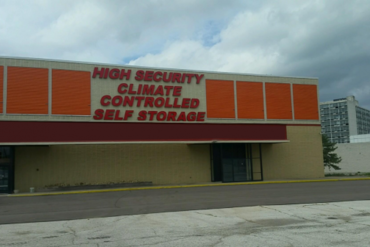 HIGH SECURITY
CLIMATE
CONTROLLED
SELF STORAGE